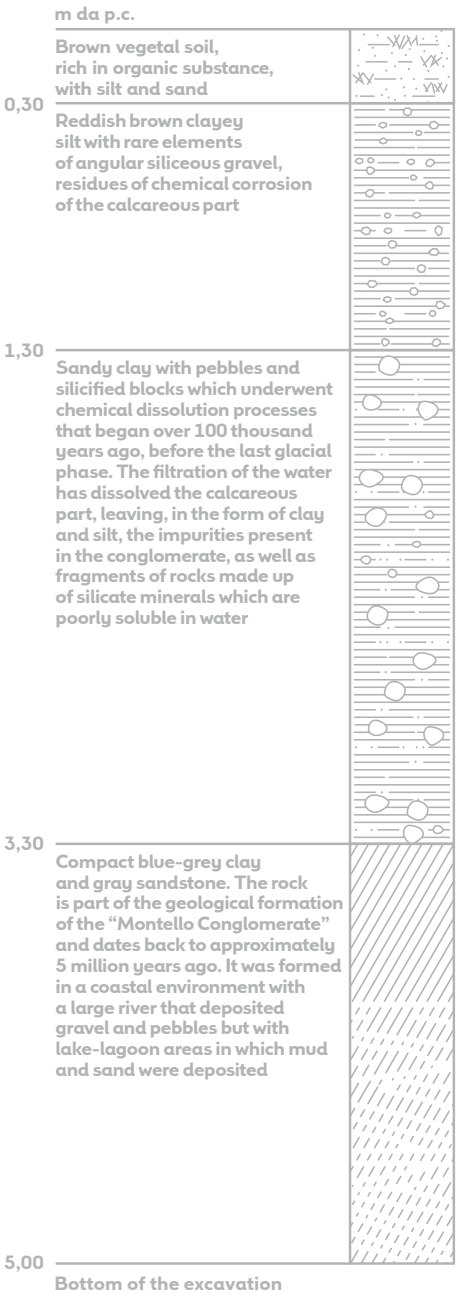 m da p.c.
Brown vegetal soil,
rich in organic substance,
with silt and sand
0,30
Reddish brown clayey
silt with rare elements
of angular siliceous gravel,
residues of chemical corrosion
of the calcareous part
1,30
Sandy clay with pebbles and
silicified blocks which underwent
chemical dissolution processes
that began over 100 thousand
years ago, before the last glacial
phase. The filtration of the water
has dissolved the calcareous
part, leaving, in the form of clay
and silt, the impurities present
in the conglomerate, as well as
fragments of rocks made up
of silicate minerals which are
poorly soluble in water
3,30
Compact blue-grey clay
and gray sandstone. The rock
is part of the geological formation
of the “Montello Conglomerate”
and dates back to approximately
5 million years ago. It was formed
in a coastal environment with
a large river that deposited
gravel and pebbles but with
lake-lagoon areas in which mud
and sand were deposited
5,00
Bottom of the excavation